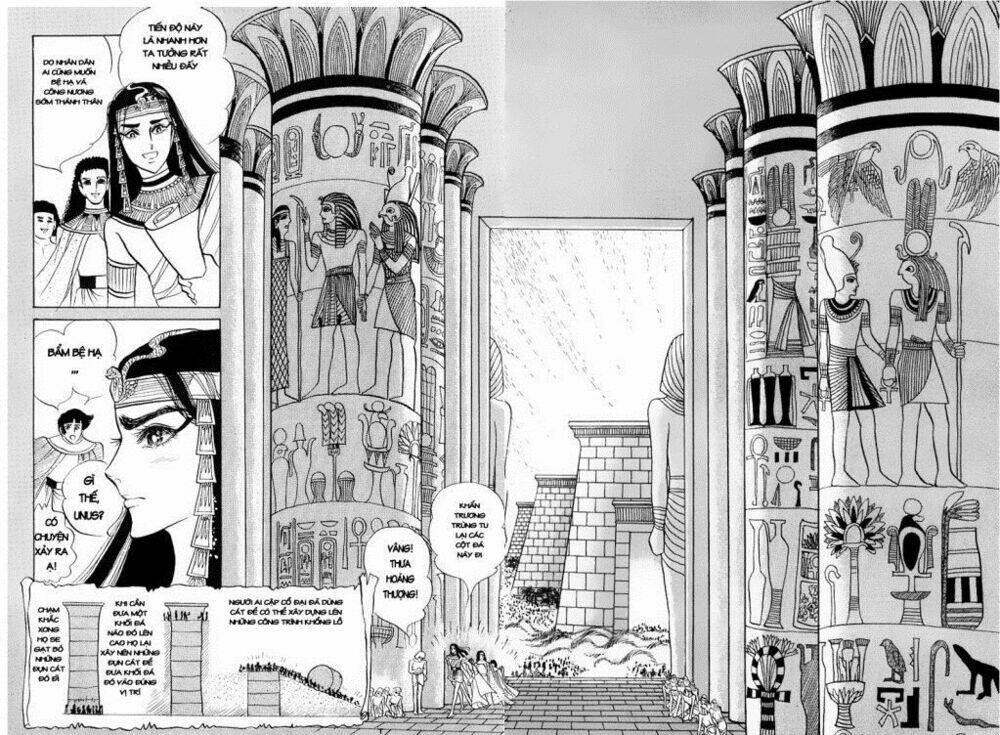 TIẾN ĐỘ NÀY
LÀ NHANH HƠN
TA TƯỞNG RẤT
NHIỀU ĐẤY
DO NHÂN DÂN
AI CŨNG MUỐN
BỆ HẠ VÀ
CÔNG NƯƠNG
SỚM THÀNH THÂN
BẨM BỆ HẠ
...
GÌ
THẾ,
UNUS?
CÓ
CHUYỆN
XẢY RA
Ạ!
KHẨN
TRƯƠNG
TRÙNG TU
LẠI CÁC
CỘT ĐÁ
NÀY ĐI
VÂNG!
THƯA
HOÀNG
THƯỢNG!
NGƯỜI AI CẬP CỔ ĐẠI ĐÃ DÙNG
CÁT ĐỂ CÓ THỂ XÂY DỰNG LÊN
NHỮNG CÔNG TRÌNH KHỔNG LỒ
KHI CẦN
ĐƯA MỘT
KHỐI ĐÁ
NÀO ĐÓ LÊN
CAO HỌ LẠI
XÂY NÊN NHỮNG
ĐỤN CÁT ĐỂ
ĐƯA KHỐI ĐÁ
ĐÓ VÀO ĐÚNG
VỊ TRÍ
CHẠM
KHẮC
XONG
HỌ SẼ
GẠT BỎ
NHỮNG
ĐỤN CÁT
ĐÓ ĐI